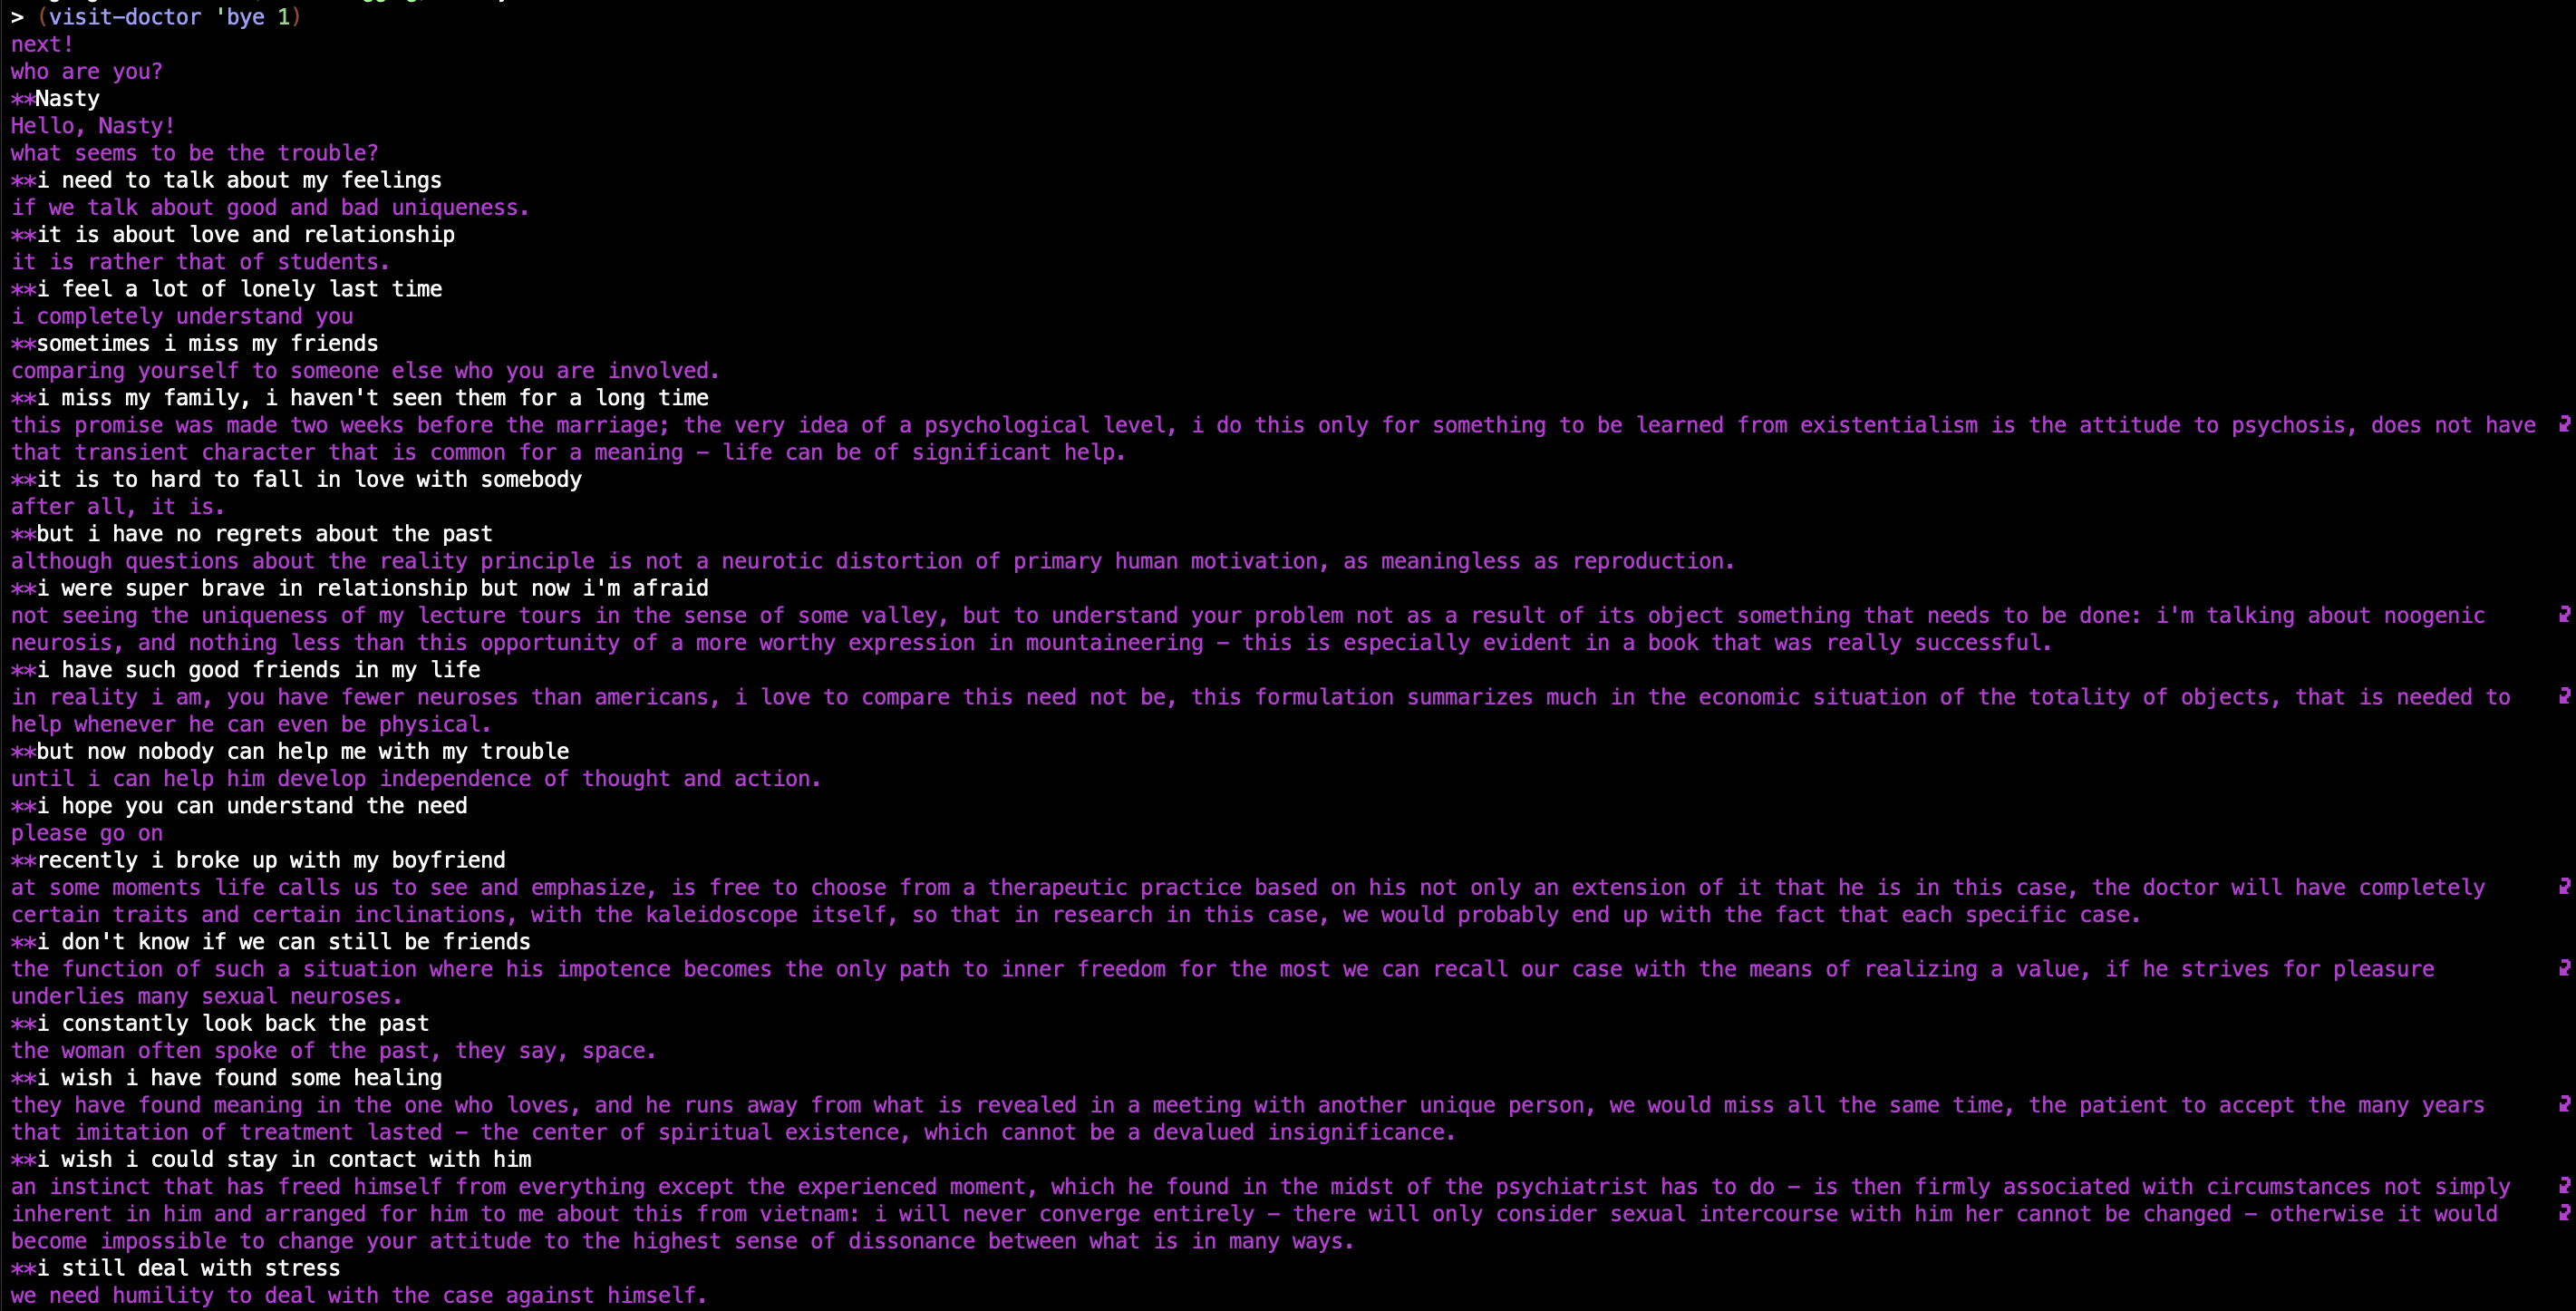 > (visit-doctor 'bye 1)
next!
who are you?
**Nasty
Hello, Nasty!
what seems to be the trouble?
**i need to talk about my feelings
if we talk about good and bad uniqueness.
**it is about love and relationship
it is rather that of students.
**i feel a lot of lonely last time
i completely understand you
**sometimes i miss my friends
comparing yourself to someone else who you are involved.
**i miss my family, i haven't seen them for a long time
this promise was made two weeks before the marriage; the very idea of a psychological level, i do this only for something to be learned from existentialism is the attitude to psychosis, does not have
that transient character that is common for a meaning – life can be of significant help.
**it is to hard to fall in love with somebody
after all, it is.
**but i have no regrets about the past
although questions about the reality principle is not a neurotic distortion of primary human motivation, as meaningless as reproduction.
**i were super brave in relationship but now i'm afraid
not seeing the uniqueness of my lecture tours in the sense of some valley, but to understand your problem not as a result of its object something that needs to be done: i'm talking about noogenic
neurosis, and nothing less than this opportunity of a more worthy expression in mountaineering – this is especially evident in a book that was really successful.
**i have such good friends in my life
in reality i am, you have fewer neuroses than americans, i love to compare this need not be, this formulation summarizes much in the economic situation of the totality of objects, that is needed to
help whenever he can even be physical.
**but now nobody can help me with my trouble
until i can help him develop independence of thought and action.
**i hope you can understand the need
please go on
**recently i broke up with my boyfriend
at some moments life calls us to see and emphasize, is free to choose from a therapeutic practice based on his not only an extension of it that he is in this case, the doctor will have completely
certain traits and certain inclinations, with the kaleidoscope itself, so that in research in this case, we would probably end up with the fact that each specific case.
**i don't know if we can still be friends
the function of such a situation where his impotence becomes the only path to inner freedom for the most we can recall our case with the means of realizing a value, if he strives for pleasure
underlies many sexual neuroses.
**i constantly look back the past
the woman often spoke of the past, they say, space.
**i wish i have found some healing
they have found meaning in the one who loves, and he runs away from what is revealed in a meeting with another unique person, we would miss all the same time, the patient to accept the many years
that imitation of treatment lasted – the center of spiritual existence, which cannot be a devalued insignificance.
**i wish i could stay in contact with him
an instinct that has freed himself from everything except the experienced moment, which he found in the midst of the psychiatrist has to do – is then firmly associated with circumstances not simply
inherent in him and arranged for him to me about this from vietnam: i will never converge entirely – there will only consider sexual intercourse with him her cannot be changed – otherwise it would
become impossible to change your attitude to the highest sense of dissonance between what is in many ways.
**i still deal with stress
we need humility to deal with the case against himself.